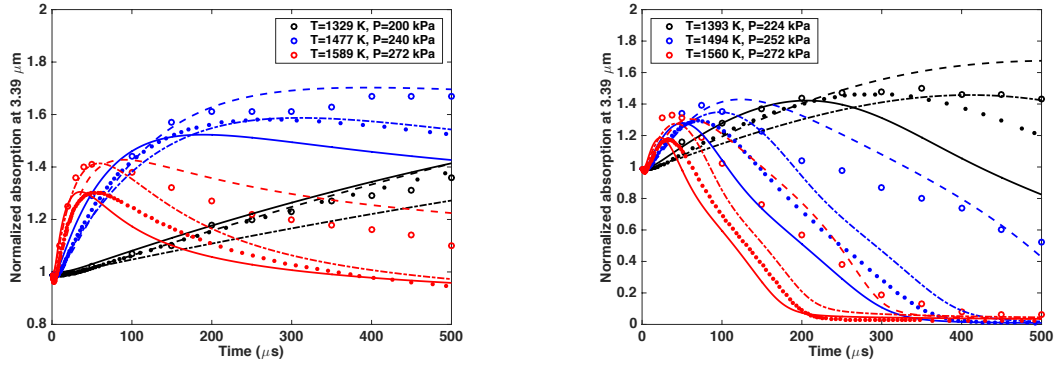 Normalized absorption at 3.39 μm
2
1.8
1.6
1.4
1.2
1
0.8
T=1329 K, P=200 kPa
T=1477 K, P=240 kPa
T=1589 K, P=272 kPa
0 100 200 300 400 500
Time (μs)
Normalized absorption at 3.39 μm
2
1.8
1.6
1.4
1.2
1
0.8
0.6
0.4
0.2
0
T=1393 K, P=224 kPa
T=1494 K, P=252 kPa
T=1560 K, P=272 kPa
0 100 200 300 400 500
Time (μs)